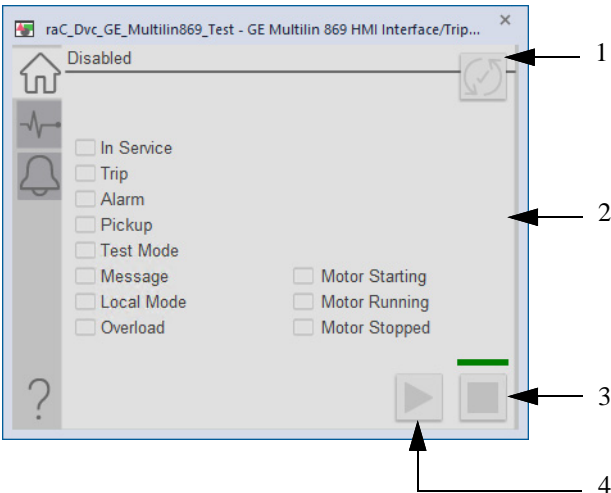 raC_Dvc_GE_Multilin869_Test - GE Multilin 869 HMI Interface/Trip...
Disabled
1
In Service
Trip
Alarm
Pickup
2
Test Mode
Message
Motor Starting
Local Mode
Motor Running
Overload
Motor Stopped
?
3
4